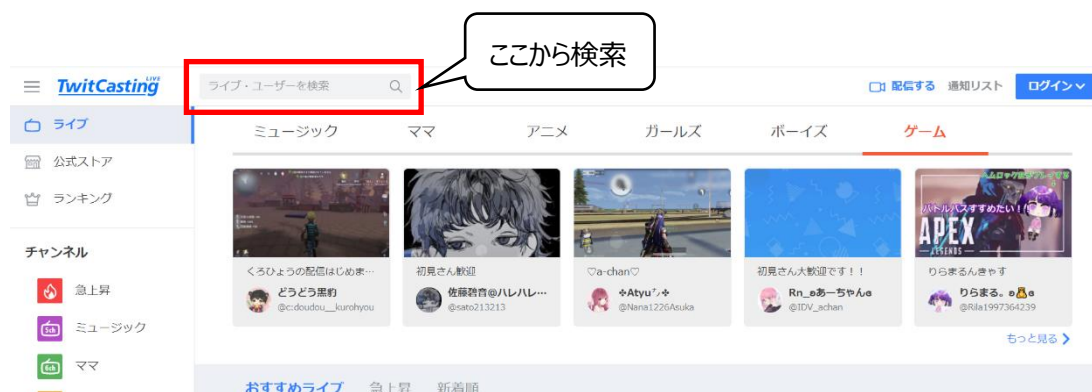 ここから検索
TwitCasting LIVE
ライブ・ユーザーを検索
配信する 通知リスト ログイン
ライブ
公式ストア
ランキング
チャンネル
急上昇
5ch ミュージック
6ch ママ
ミュージック ママ アニメ ガールズ ボーイズ ゲーム
くろひょうの配信はじめま…
どうどう黒豹
@c:doudou__kurohyou
初見さん歓迎
佐藤碧音@ハレハレ…
@sato213213
♡a-chan♡
@Nana1226Asuka
初見さん大歓迎です！！
@IDV_achan
バトルパスすすめたい！！
APEX
LEGENDS
りらまるんきゃす
りらまる。
@Rila1997364239
もっと見る
おすすめライブ 急上昇 新着順